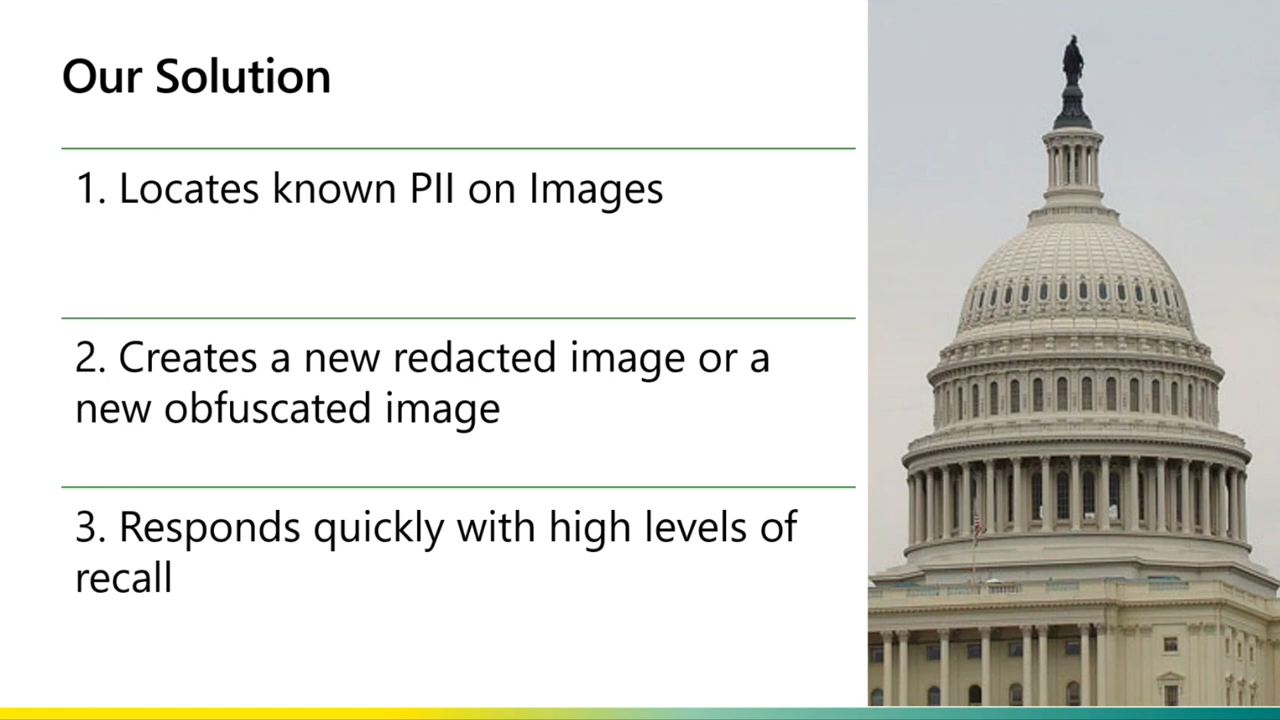 Our Solution
1. Locates known PII on Images
2. Creates a new redacted image or a
new obfuscated image
3. Responds quickly with high levels of
recall